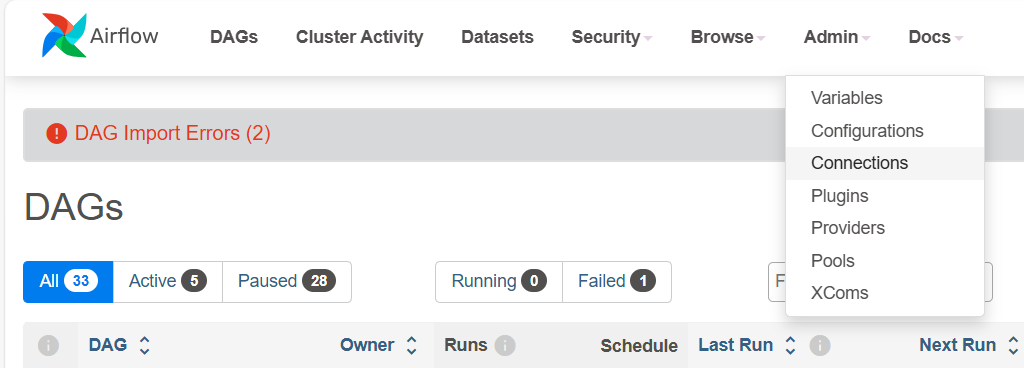 Airflow DAGs Cluster Activity Datasets Security Browse Admin Docs
Variables
DAG Import Errors (2)
Configurations
Connections
Plugins
DAGs
Providers
Pools
All 33 Active 5 Paused 28 Running 0 Failed 1
XComs
DAG Owner Runs Schedule Last Run Next Run